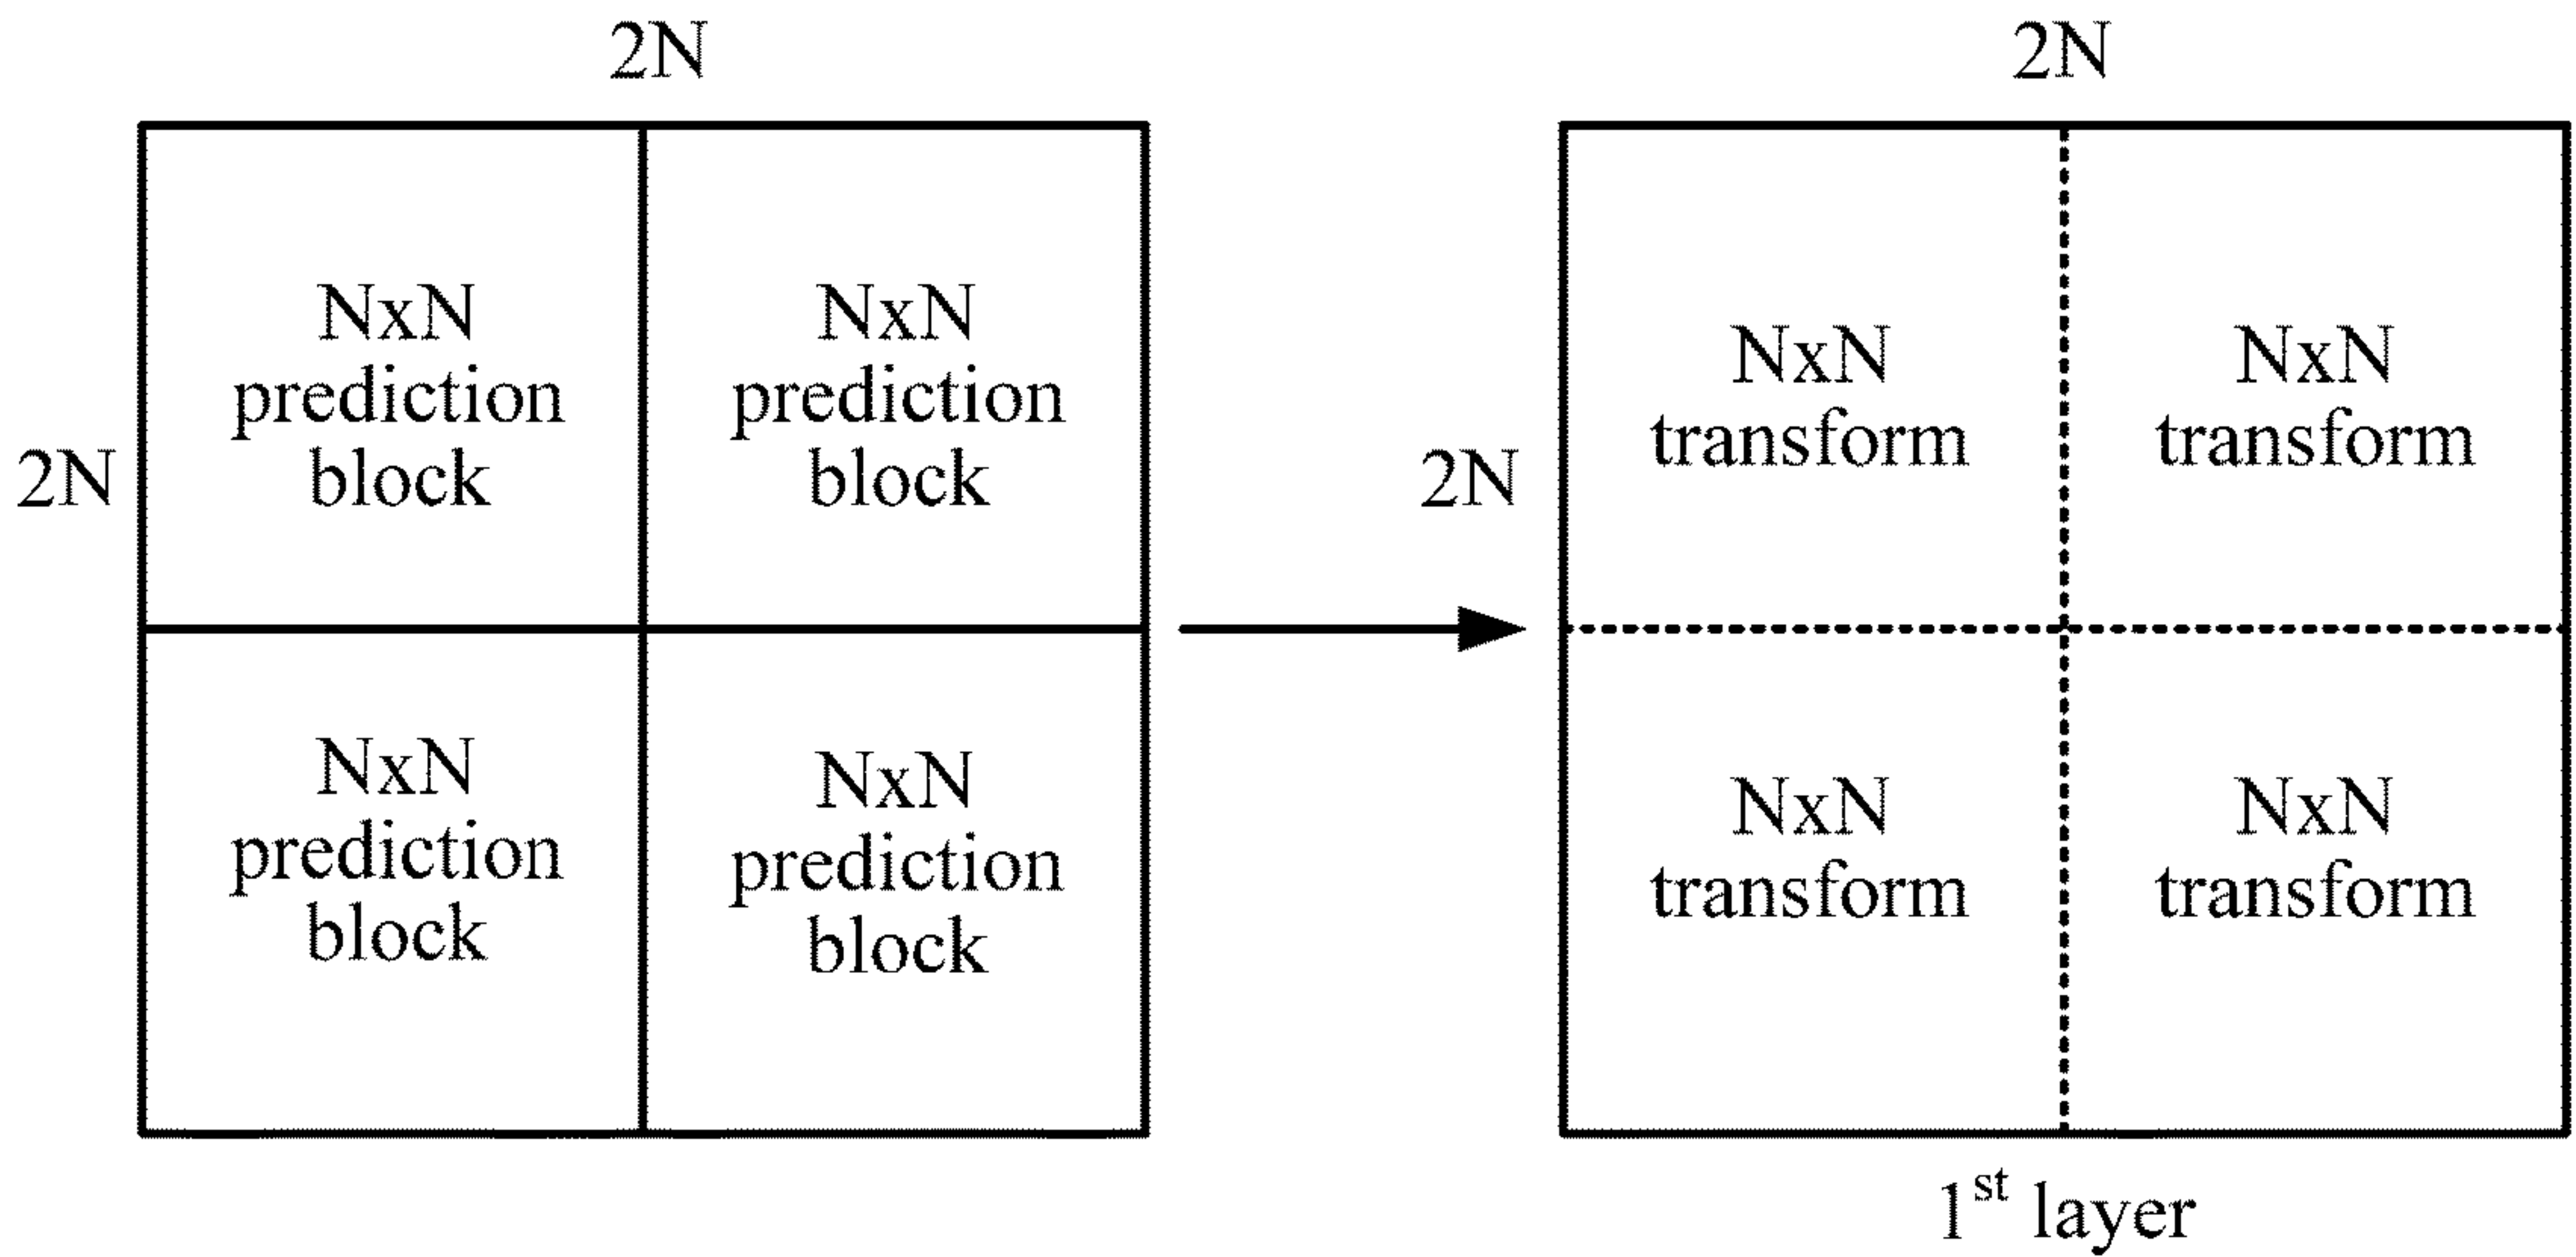 2N
2N
NxN
prediction
block
NxN
prediction
block
2N
NxN
prediction
block
NxN
prediction
block
NxN
transform
NxN
transform
2N
NxN
transform
NxN
transform
1st layer